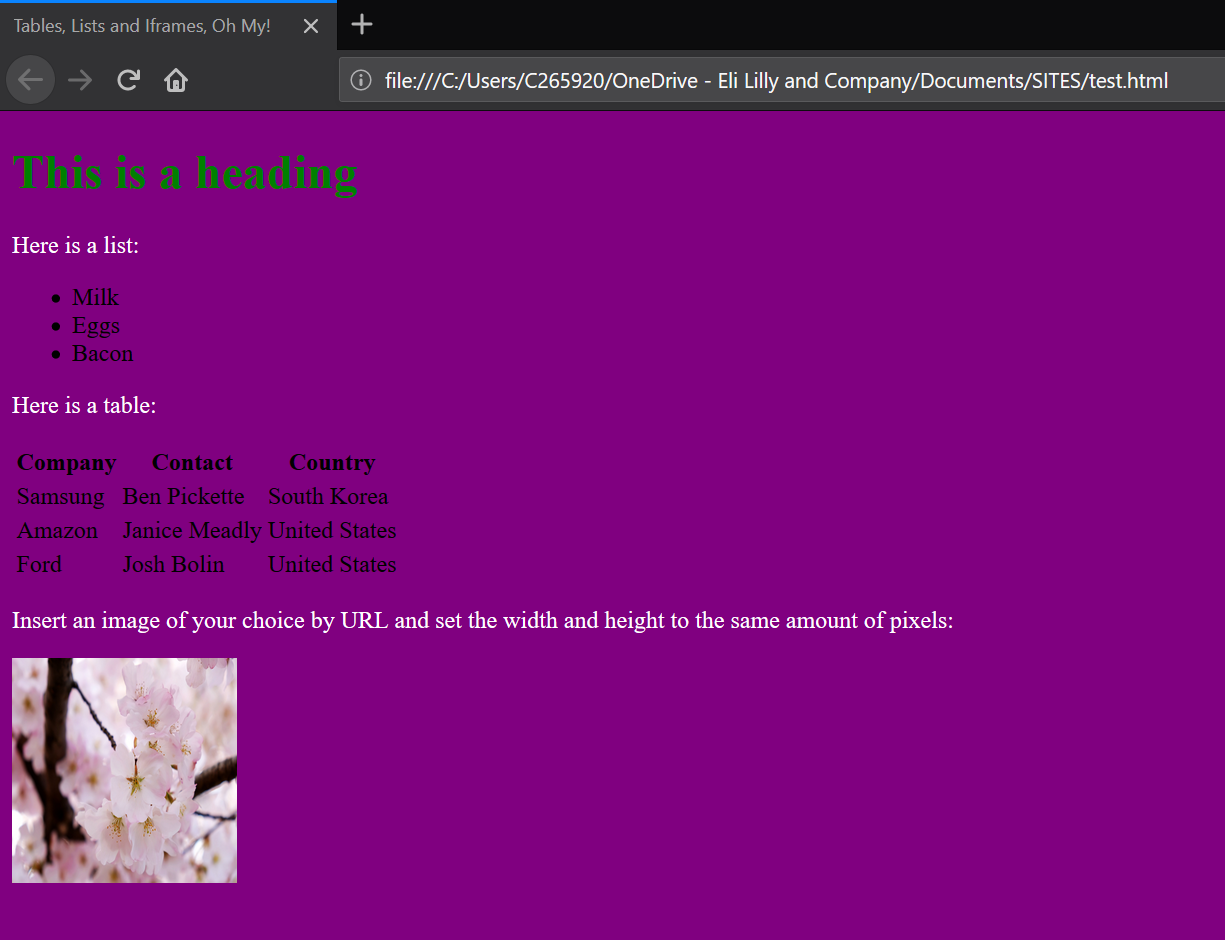 Tables, Lists and Iframes, Oh My!
file:///C:/Users/C265920/OneDrive - Eli Lilly and Company/Documents/SITES/test.html
This is a heading
Here is a list:
• Milk
• Eggs
• Bacon
Here is a table:
Company Contact Country
Samsung Ben Pickette South Korea
Amazon Janice Meadly United States
Ford Josh Bolin United States
Insert an image of your choice by URL and set the width and height to the same amount of pixels: